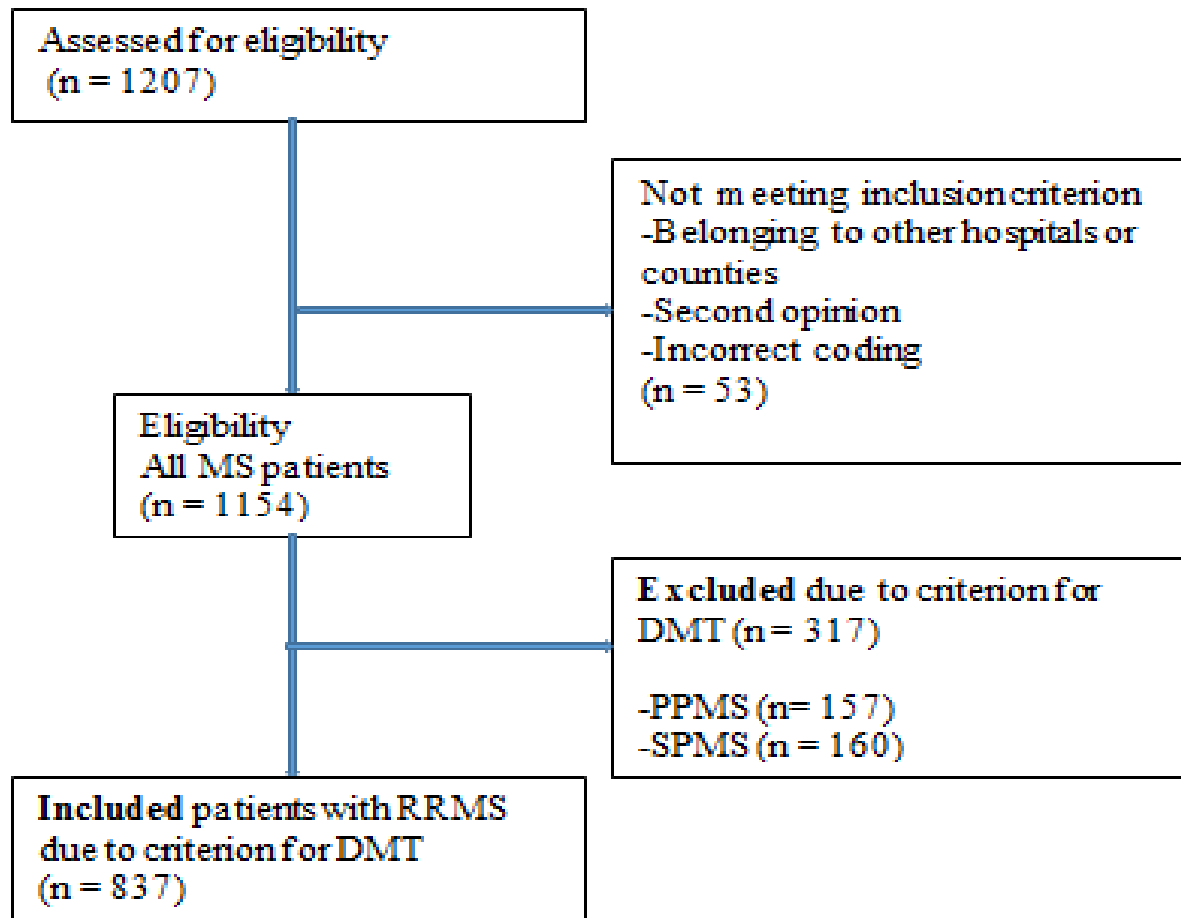 Assessed for eligibility
(n = 1207)
Not meeting inclusion criterion
-Belonging to other hospitals or
counties
-Second opinion
-Incorrect coding
(n = 53)
Eligibility
All MS patients
(n = 1154)
Excluded due to criterion for
DMT (n = 317)
-PPMS (n= 157)
-SPMS (n = 160)
Included patients with RRMS
due to criterion for DMT
(n = 837)